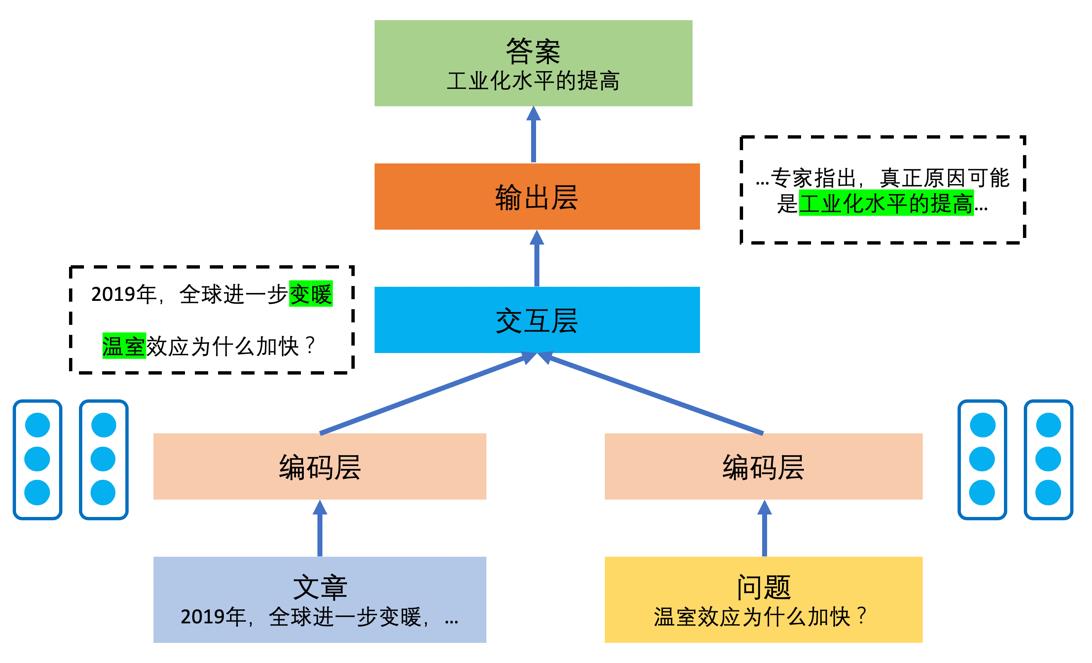 答案
工业化水平的提高
输出层
...专家指出，真正原因可能
是工业化水平的提高...
2019年，全球进一步变暖
温室效应为什么加快？
交互层
编码层
编码层
文章
2019年，全球进一步变暖，...
问题
温室效应为什么加快？